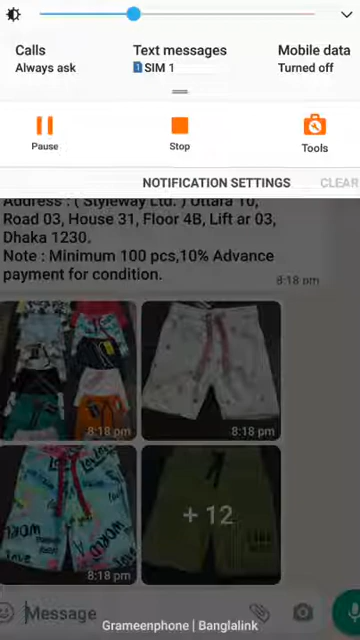 Calls
Text messages
Mobile data
Always ask
1 SIM 1
Turned off
Pause
Stop
Tools
NOTIFICATION SETTINGS
CLEAR
Address : ( Styleway Ltd. ) Uttara 10,
Road 03, House 31, Floor 4B, Lift ar 03,
Dhaka 1230.
Note : Minimum 100 pcs,10% Advance
payment for condition.
8:18 pm
8:18 pm
8:18 pm
8:18 pm
+ 12
Message
Grameenphone | Banglalink